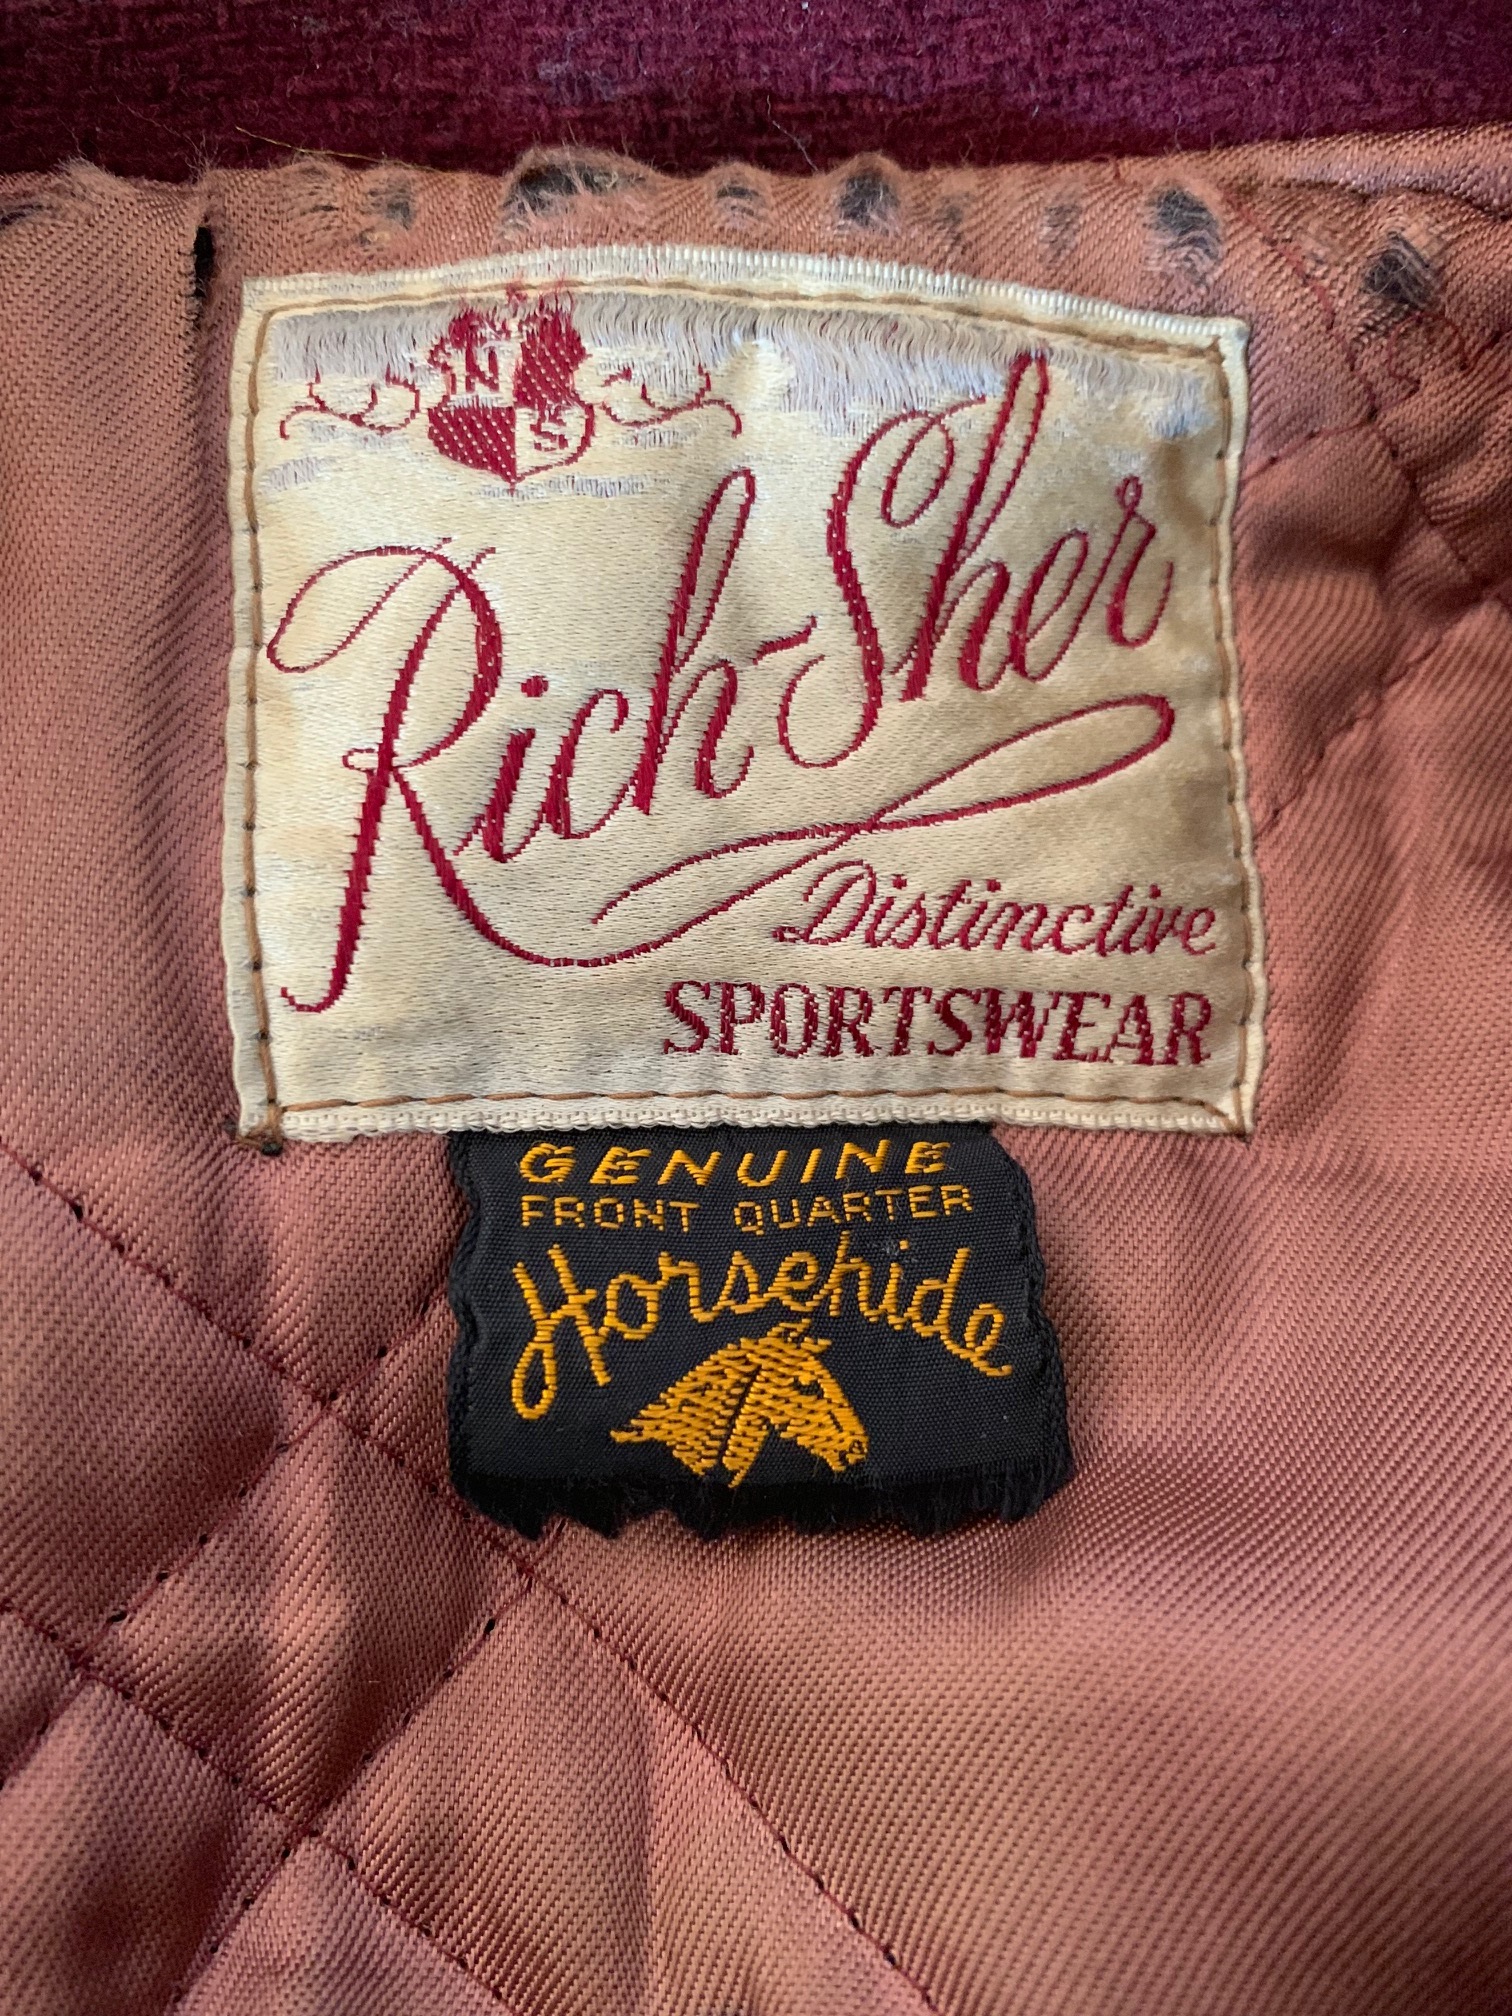 N
S
Rich-Sher
Distinctive
SPORTSWEAR
GENUINE
FRONT QUARTER
Horsehide